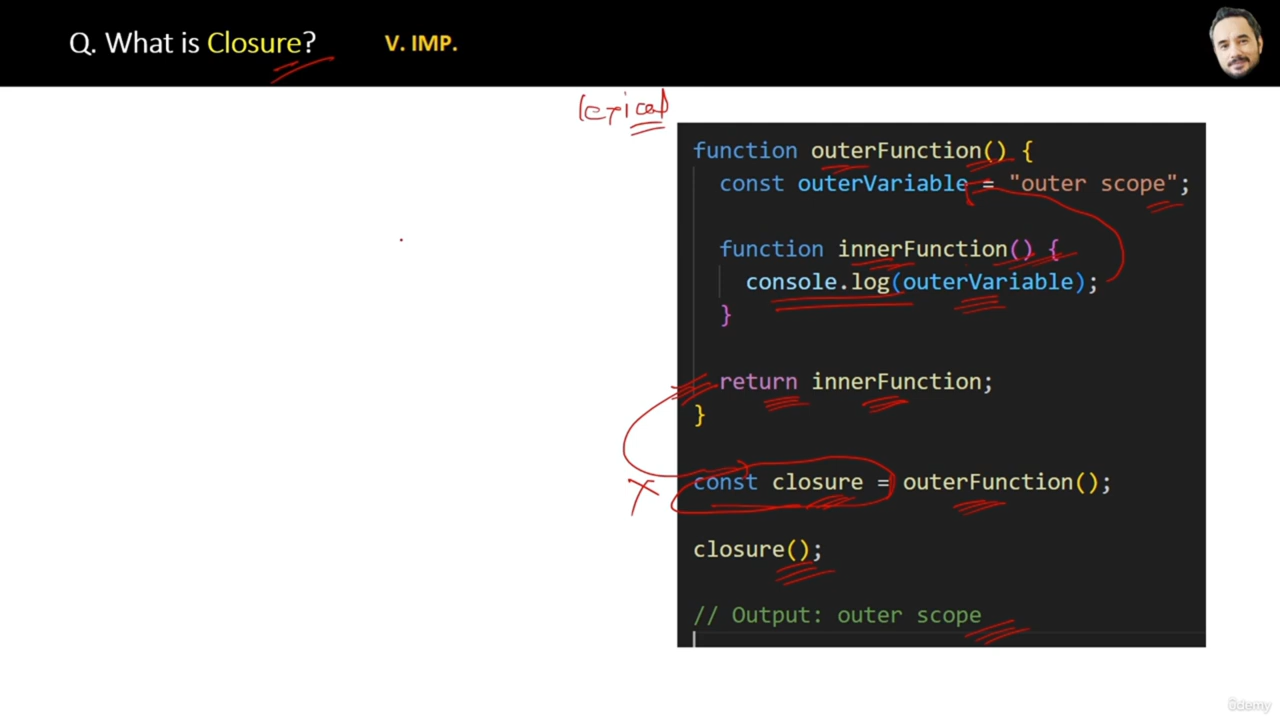 Q. What is Closure?
V. IMP.
lexical
function outerFunction() {
const outerVariable = "outer scope";
function innerFunction() {
console.log(outerVariable);
}
return innerFunction;
}
X const closure = outerFunction();
closure();
// Output: outer scope
ûdemy